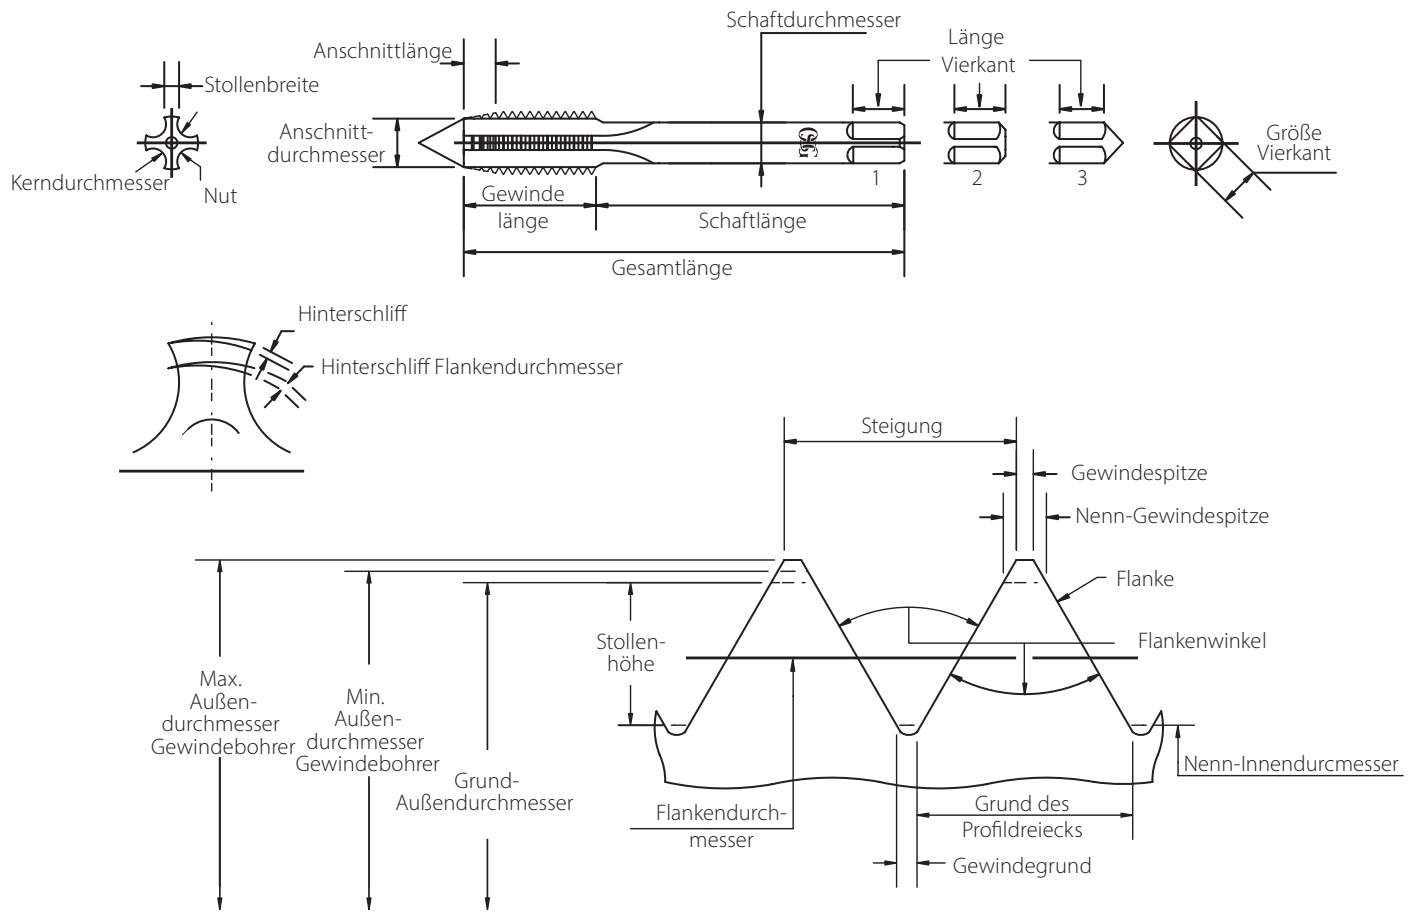 Schaftdurchmesser
Anschnittlänge
Länge
Vierkant
Stollenbreite
Anschnitt-
durchmesser
OSG
Größe
Vierkant
Kerndurchmesser
Nut
1
2
3
Gewinde
länge
Schaftlänge
Gesamtlänge
Hinterschliff
Hinterschliff Flankendurchmesser
Steigung
Gewindespitze
Nenn-Gewindespitze
Flanke
Stollen-
höhe
Flankenwinkel
Max.
Außen-
durchmesser
Gewindebohrer
Min.
Außen-
durchmesser
Gewindebohrer
Grund-
Außendurchmesser
Nenn-Innendurcmesser
Flankendurch-
messer
Grund des
Profildreiecks
Gewindegrund